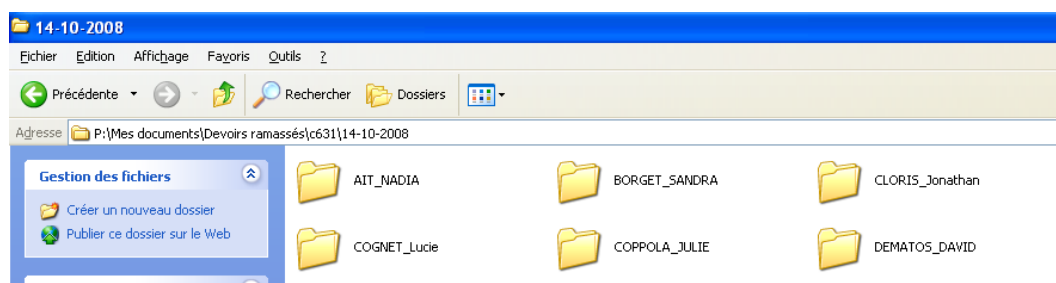 14-10-2008
Fichier Edition Affichage Favoris Outils ?
Précédente Rechercher Dossiers
Adresse P:\Mes documents\Devoirs ramassés\c631\14-10-2008
Gestion des fichiers
Créer un nouveau dossier
Publier ce dossier sur le Web
AIT_NADIA BORGET_SANDRA CLORIS_Jonathan
COGNET_Lucie COPPOLA_JULIE DEMATOS_DAVID